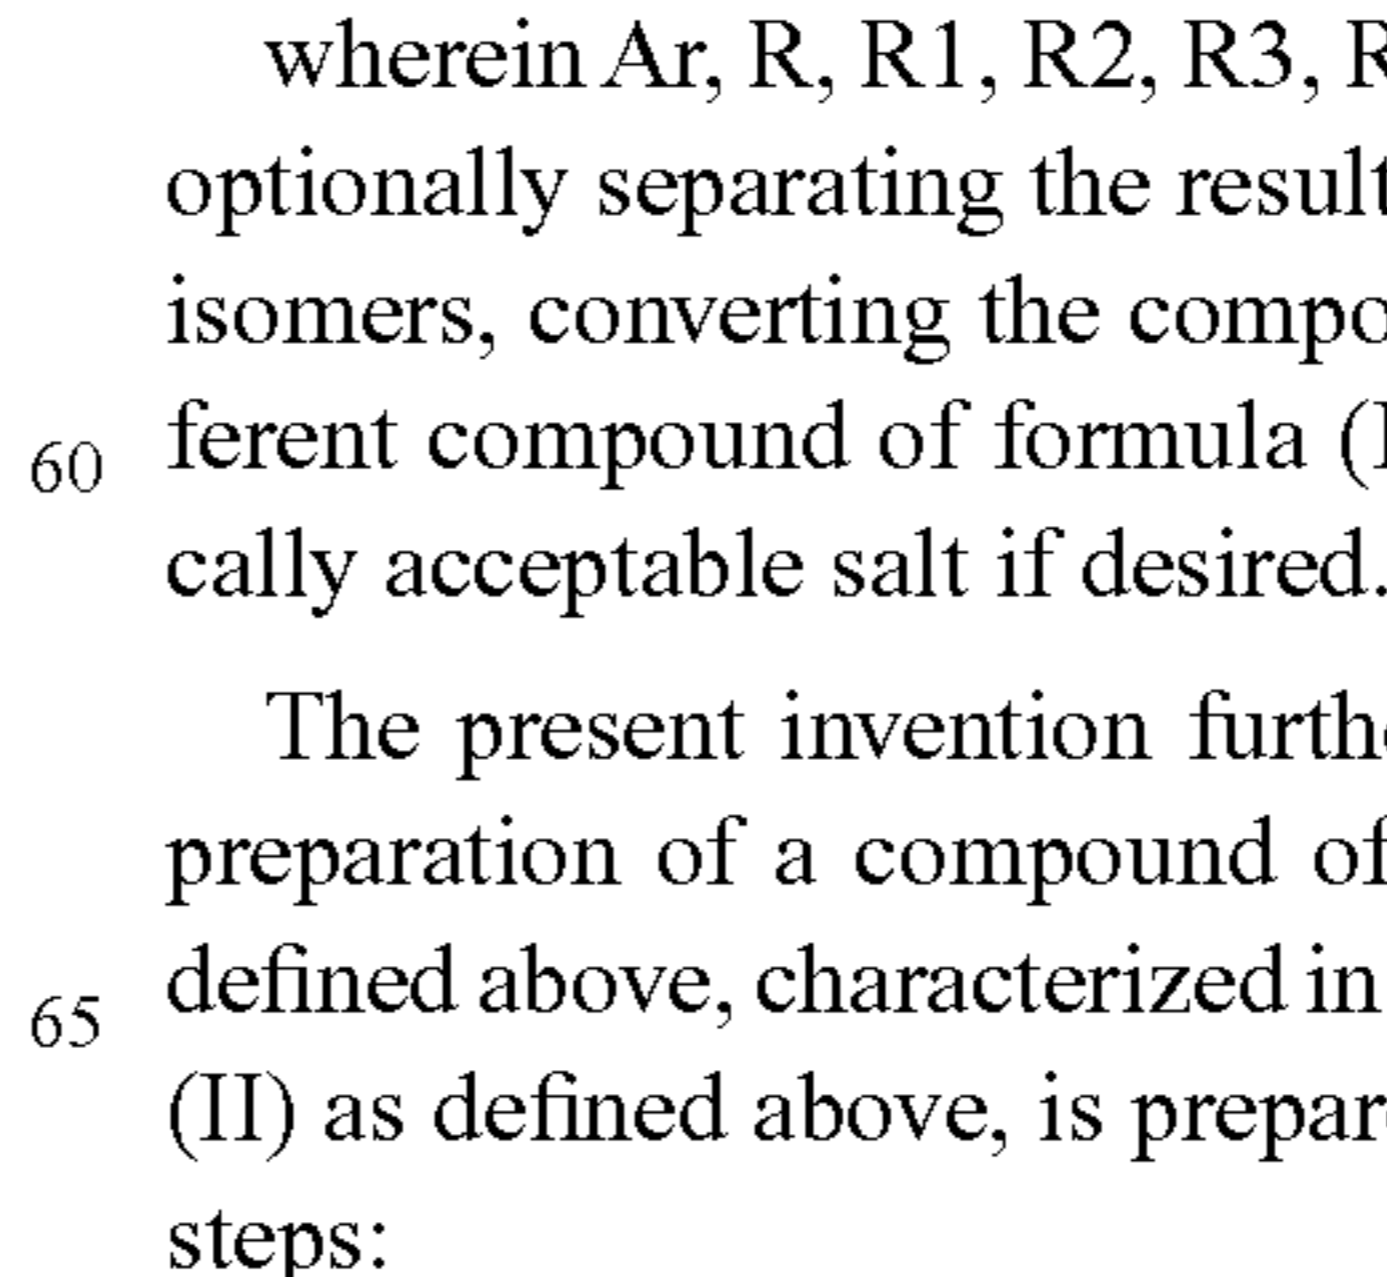 wherein Ar, R, R1, R2, R3, R
optionally separating the result
isomers, converting the compo
60 ferent compound of formula (I
cally acceptable salt if desired.
The present invention furth
preparation of a compound of
65 defined above, characterized in
(II) as defined above, is prepar
steps: